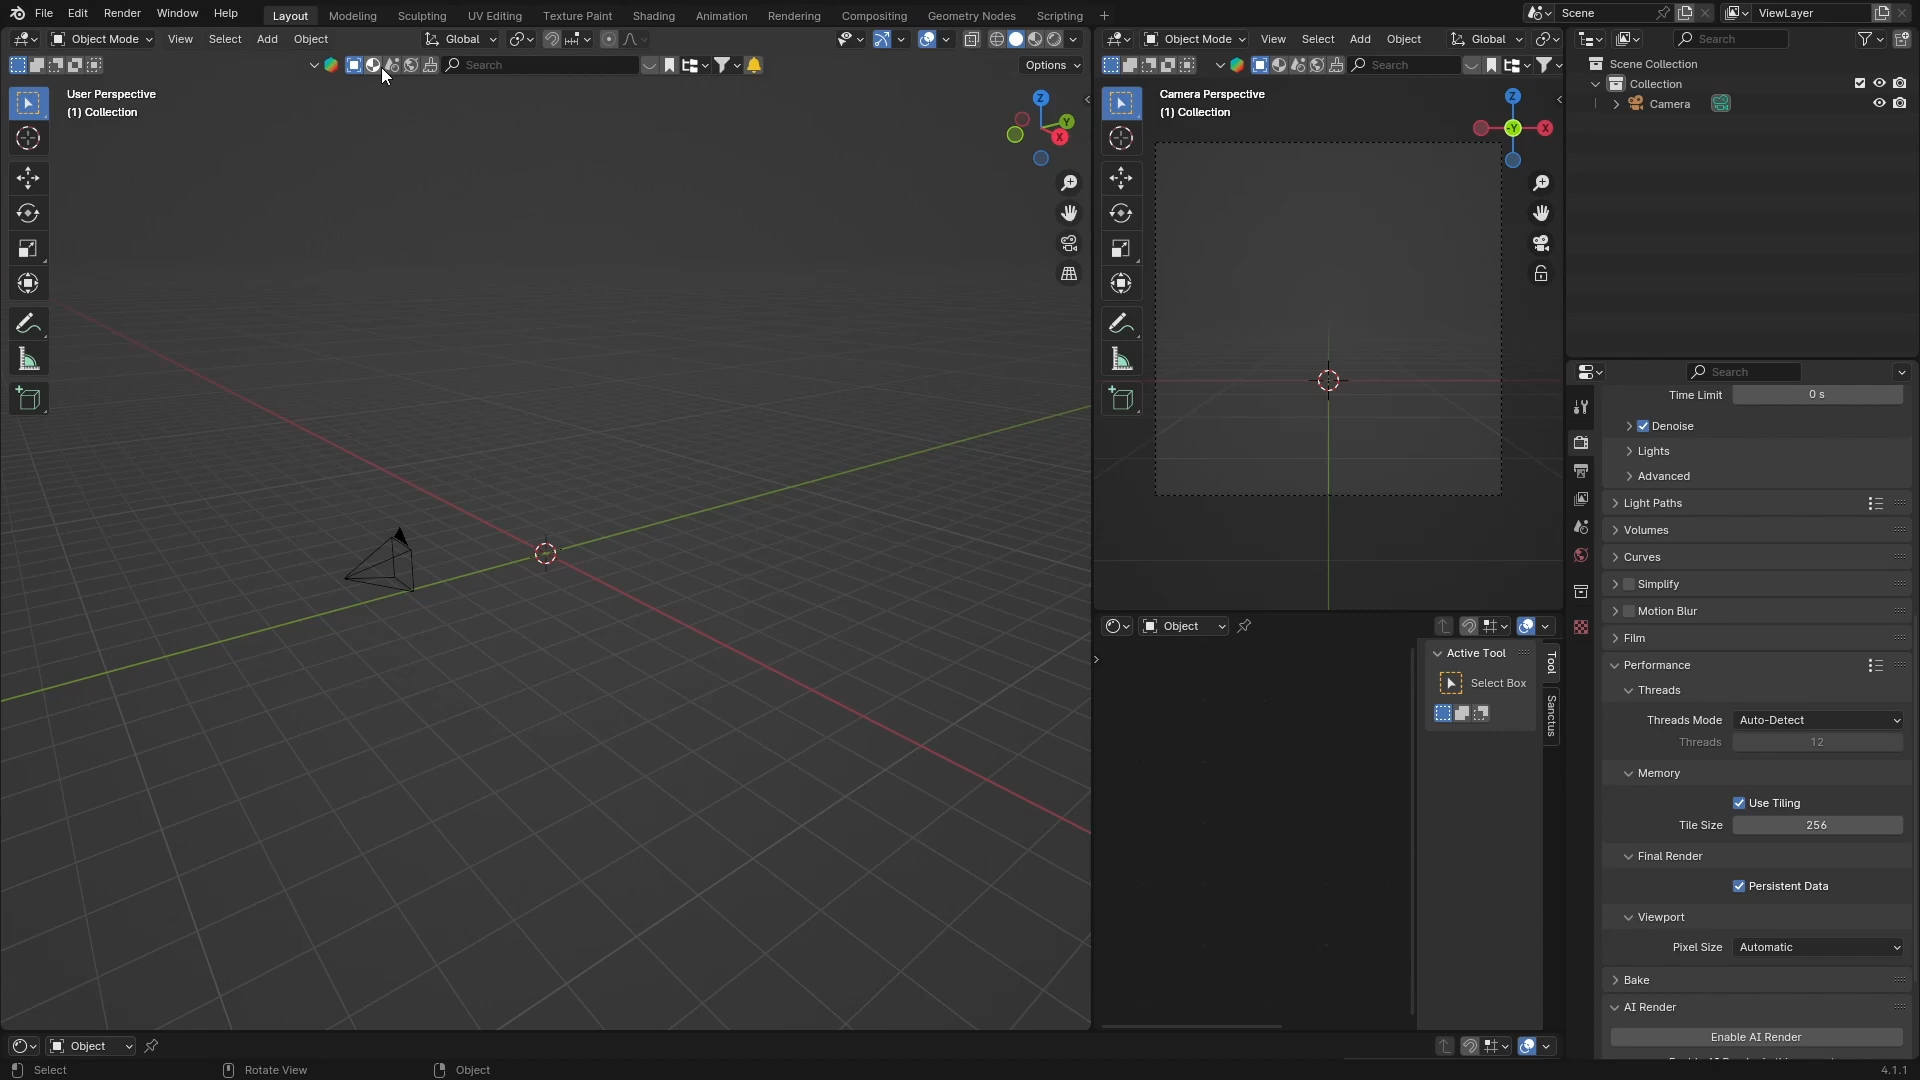 File Edit Render Window Help
Layout Modeling Sculpting UV Editing Texture Paint Shading Animation Rendering Compositing Geometry Nodes Scripting
Scene
ViewLayer
Object Mode View Select Add Object
Global
Search
Options
User Perspective
(1) Collection
Z
Y
X
Object Mode View Select Add Object
Global
Search
Camera Perspective
(1) Collection
Z
-Y
X
Object
Active Tool
Select Box
Tool
Sanctus
Search
Scene Collection
Collection
Camera
Search
Time Limit 0 s
Denoise
Lights
Advanced
Light Paths
Volumes
Curves
Simplify
Motion Blur
Film
Performance
Threads
Threads Mode Auto-Detect
Threads 12
Memory
Use Tiling
Tile Size 256
Final Render
Persistent Data
Viewport
Pixel Size Automatic
Bake
AI Render
Enable AI Render
Object
Select Rotate View Object
4.1.1